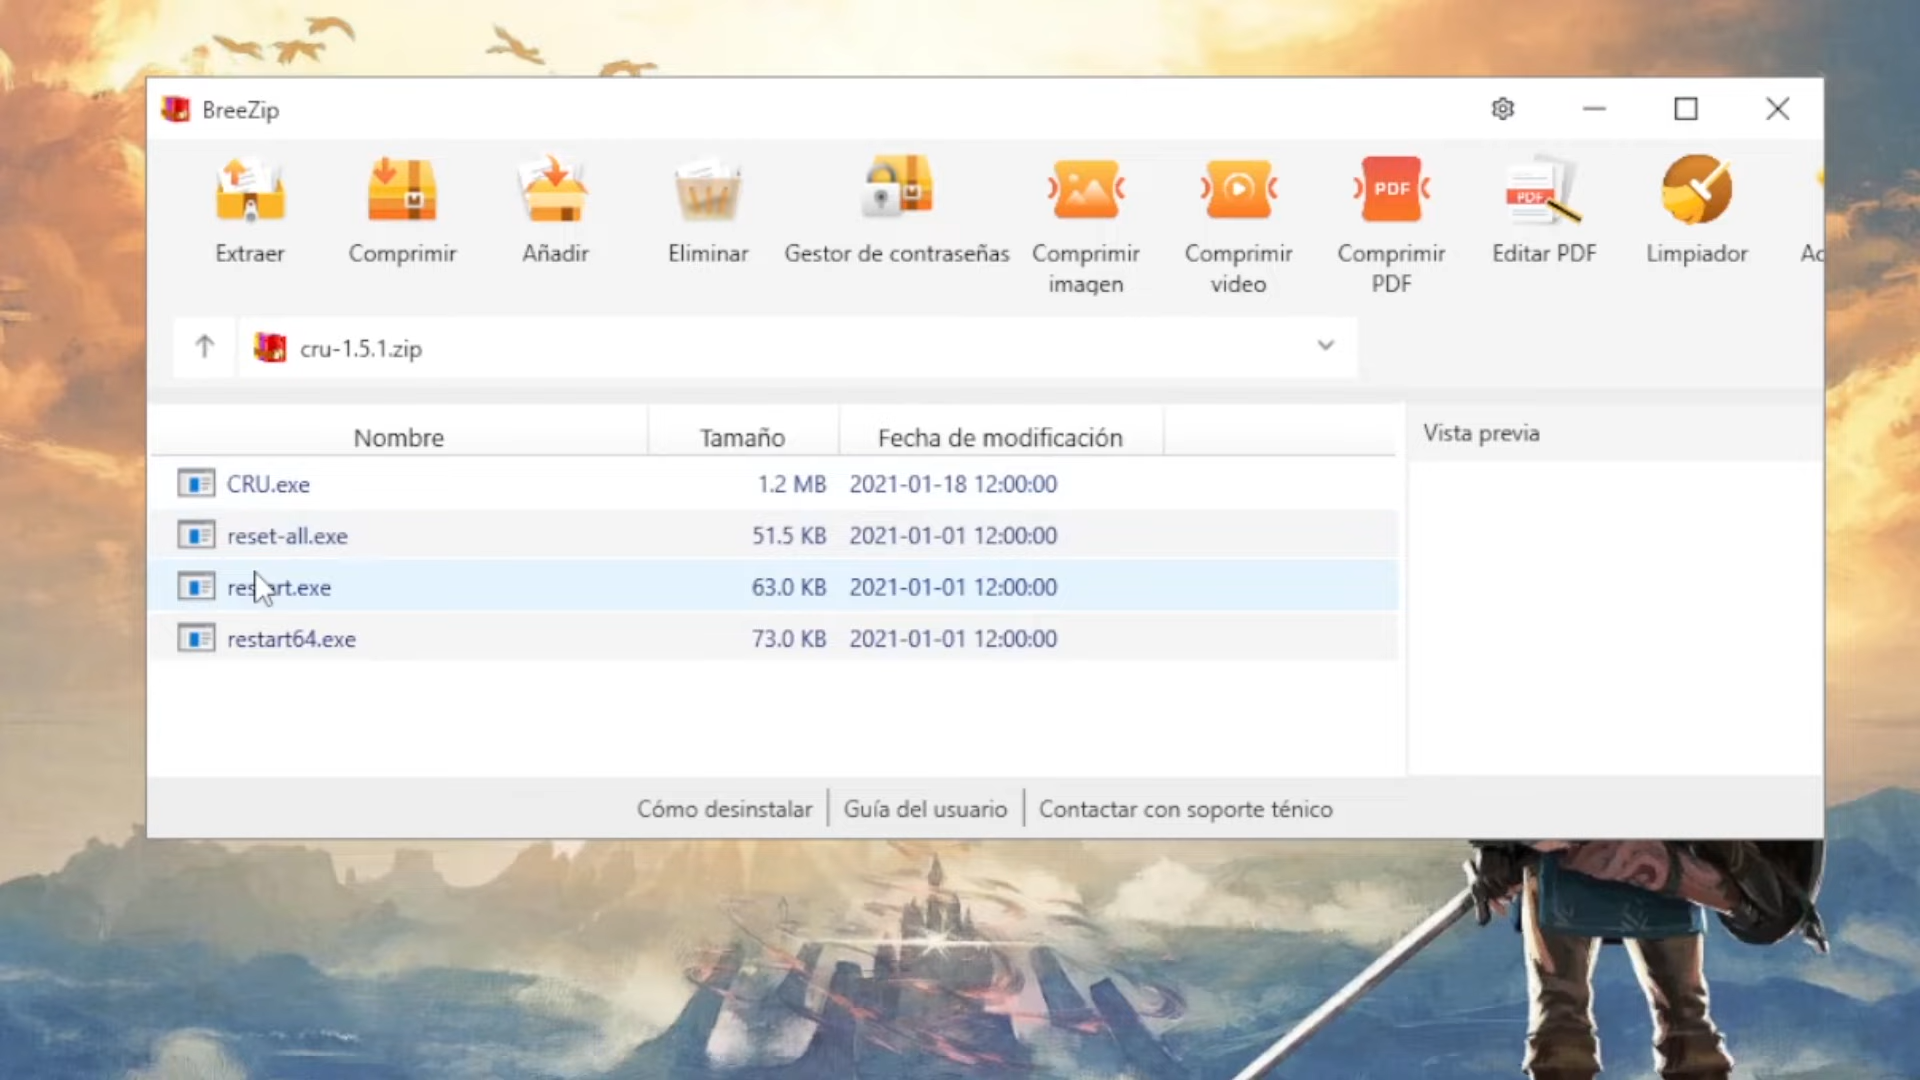 BreeZip
Extraer
Comprimir
Añadir
Eliminar
Gestor de contraseñas
Comprimir
imagen
Comprimir
video
PDF
Comprimir
PDF
PDF
Editar PDF
Limpiador
cru-1.5.1.zip
Nombre Tamaño Fecha de modificación
Vista previa
CRU.exe 1.2 MB 2021-01-18 12:00:00
reset-all.exe 51.5 KB 2021-01-01 12:00:00
restart.exe 63.0 KB 2021-01-01 12:00:00
restart64.exe 73.0 KB 2021-01-01 12:00:00
Cómo desinstalar Guía del usuario Contactar con soporte ténico